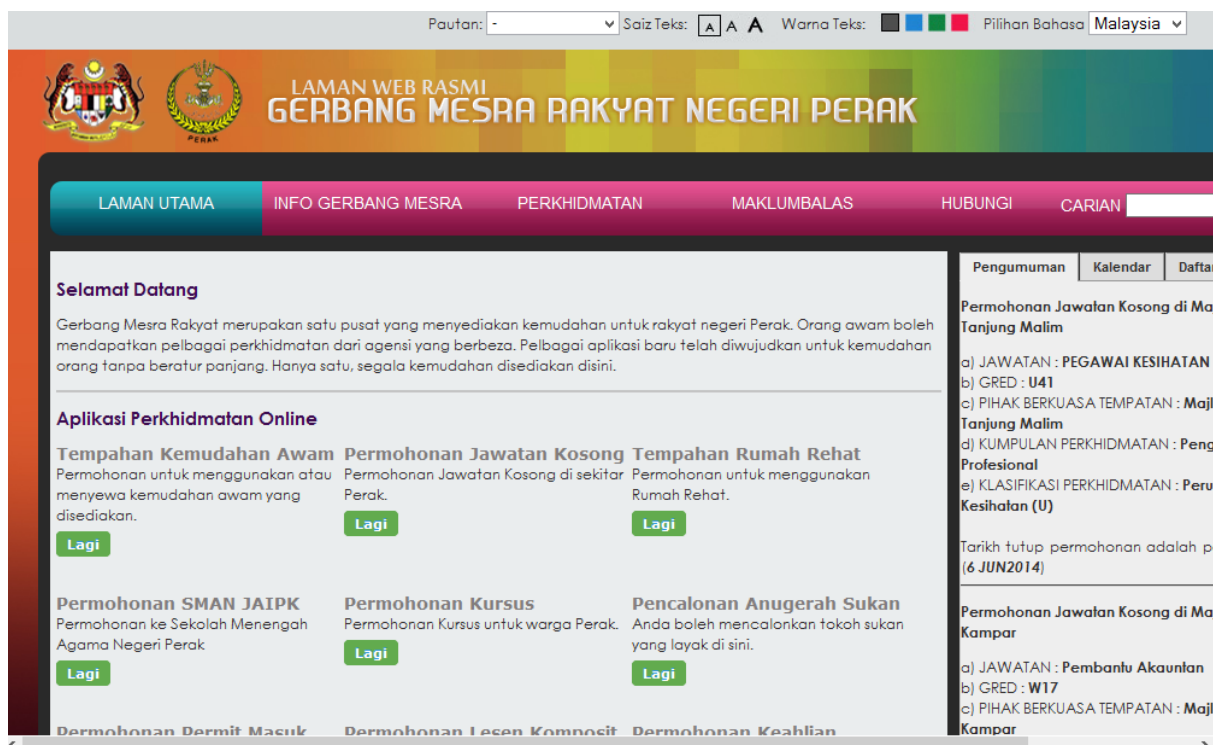 Pautan: - Saiz Teks: A A A Warna Teks: Pilihan Bahasa Malaysia
LAMAN WEB RASMI
GERBANG MESRA RAKYAT NEGERI PERAK
PERAK
LAMAN UTAMA INFO GERBANG MESRA PERKHIDMATAN MAKLUMBALAS HUBUNGI CARIAN
Selamat Datang
Gerbang Mesra Rakyat merupakan satu pusat yang menyediakan kemudahan untuk rakyat negeri Perak. Orang awam boleh
mendapatkan pelbagai perkhidmatan dari agensi yang berbeza. Pelbagai aplikasi baru telah diwujudkan untuk kemudahan
orang tanpa beratur panjang. Hanya satu, segala kemudahan disediakan disini.
Aplikasi Perkhidmatan Online
Tempahan Kemudahan Awam
Permohonan untuk menggunakan atau
menyewa kemudahan awam yang
disediakan.
Lagi
Permohonan Jawatan Kosong
Permohonan Jawatan Kosong di sekitar
Perak.
Lagi
Tempahan Rumah Rehat
Permohonan untuk menggunakan
Rumah Rehat.
Lagi
Permohonan SMAN JAIPK
Permohonan ke Sekolah Menengah
Agama Negeri Perak
Lagi
Permohonan Kursus
Permohonan Kursus untuk warga Perak.
Lagi
Pencalonan Anugerah Sukan
Anda boleh mencalonkan tokoh sukan
yang layak di sini.
Lagi
Permohonan Permit Masuk
Permohonan Lesen Komposit
Permohonan Keahlian
Pengumuman Kalendar
Permohonan Jawatan Kosong di
Tanjung Malim
a) JAWATAN : PEGAWAI KESIHATAN
b) GRED : U41
c) PIHAK BERKUASA TEMPATAN :
Tanjung Malim
d) KUMPULAN PERKHIDMATAN :
Profesional
e) KLASIFIKASI PERKHIDMATAN :
Kesihatan (U)
Tarikh tutup permohonan adalah
(6 JUN2014)
Permohonan Jawatan Kosong di
Kampar
a) JAWATAN : Pembantu Akauntan
b) GRED : W17
c) PIHAK BERKUASA TEMPATAN :
Kampar